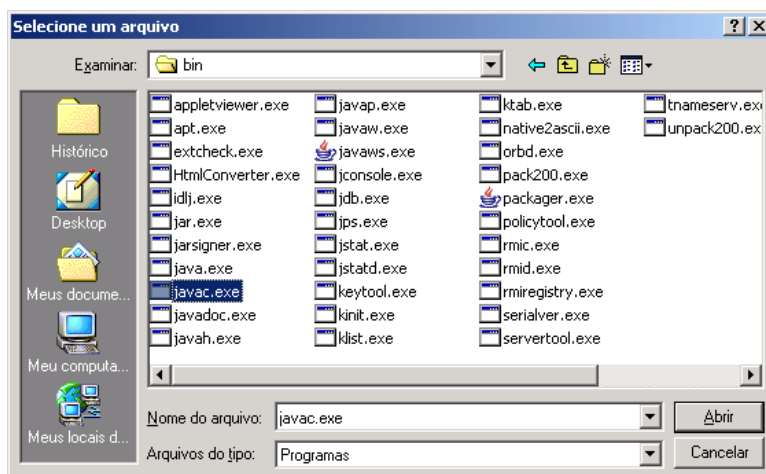 Selecione um arquivo
Examinar: bin
Histórico
Desktop
Meus docume...
Meu computa...
Meus locais d...
appletviewer.exe
apt.exe
extcheck.exe
HtmlConverter.exe
idlj.exe
jar.exe
jarsigner.exe
java.exe
javac.exe
javadoc.exe
javah.exe
javap.exe
javaw.exe
javaws.exe
jconsole.exe
jdb.exe
jps.exe
jstat.exe
jstatd.exe
keytool.exe
kinit.exe
klist.exe
ktab.exe
native2ascii.exe
orbd.exe
pack200.exe
packager.exe
policytool.exe
rmic.exe
rmid.exe
rmiregistry.exe
serialver.exe
servertool.exe
tnameserv.exe
unpack200.ex
Nome do arquivo: javac.exe Abrir
Arquivos do tipo: Programas Cancelar